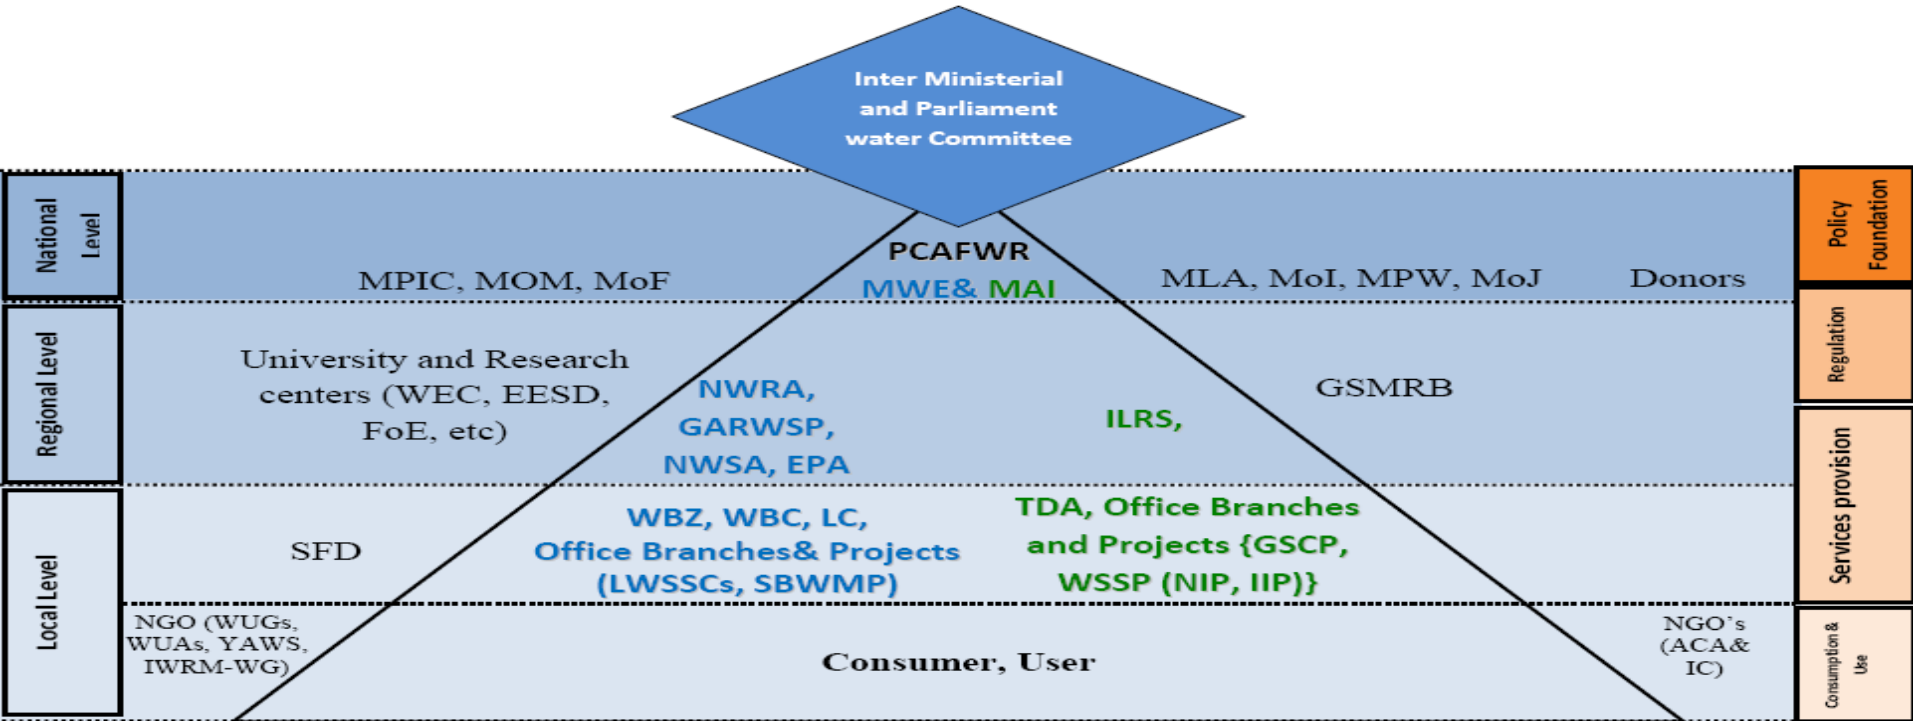 Inter Ministerial
and Parliament
water Committee
National
Level
Policy
Foundation
PCAFWR
MPIC, MOM, MoF
MWE& MAI
MLA, MoI, MPW, MoJ
Donors
Regional Level
Regulation
University and Research
centers (WEC, EESD,
FoE, etc)
NWRA,
GARWSP,
NWSA, EPA
ILRS,
GSMRB
Services provision
Local Level
SFD
WBZ, WBC, LC,
Office Branches& Projects
(LWSSCs, SBWMP)
TDA, Office Branches
and Projects {GSCP,
WSSP (NIP, IIP)}
NGO (WUGs,
WUAs, YAWS,
IWRM-WG)
Consumer, User
NGO's
(ACA&
IC)
Consumption &
Use